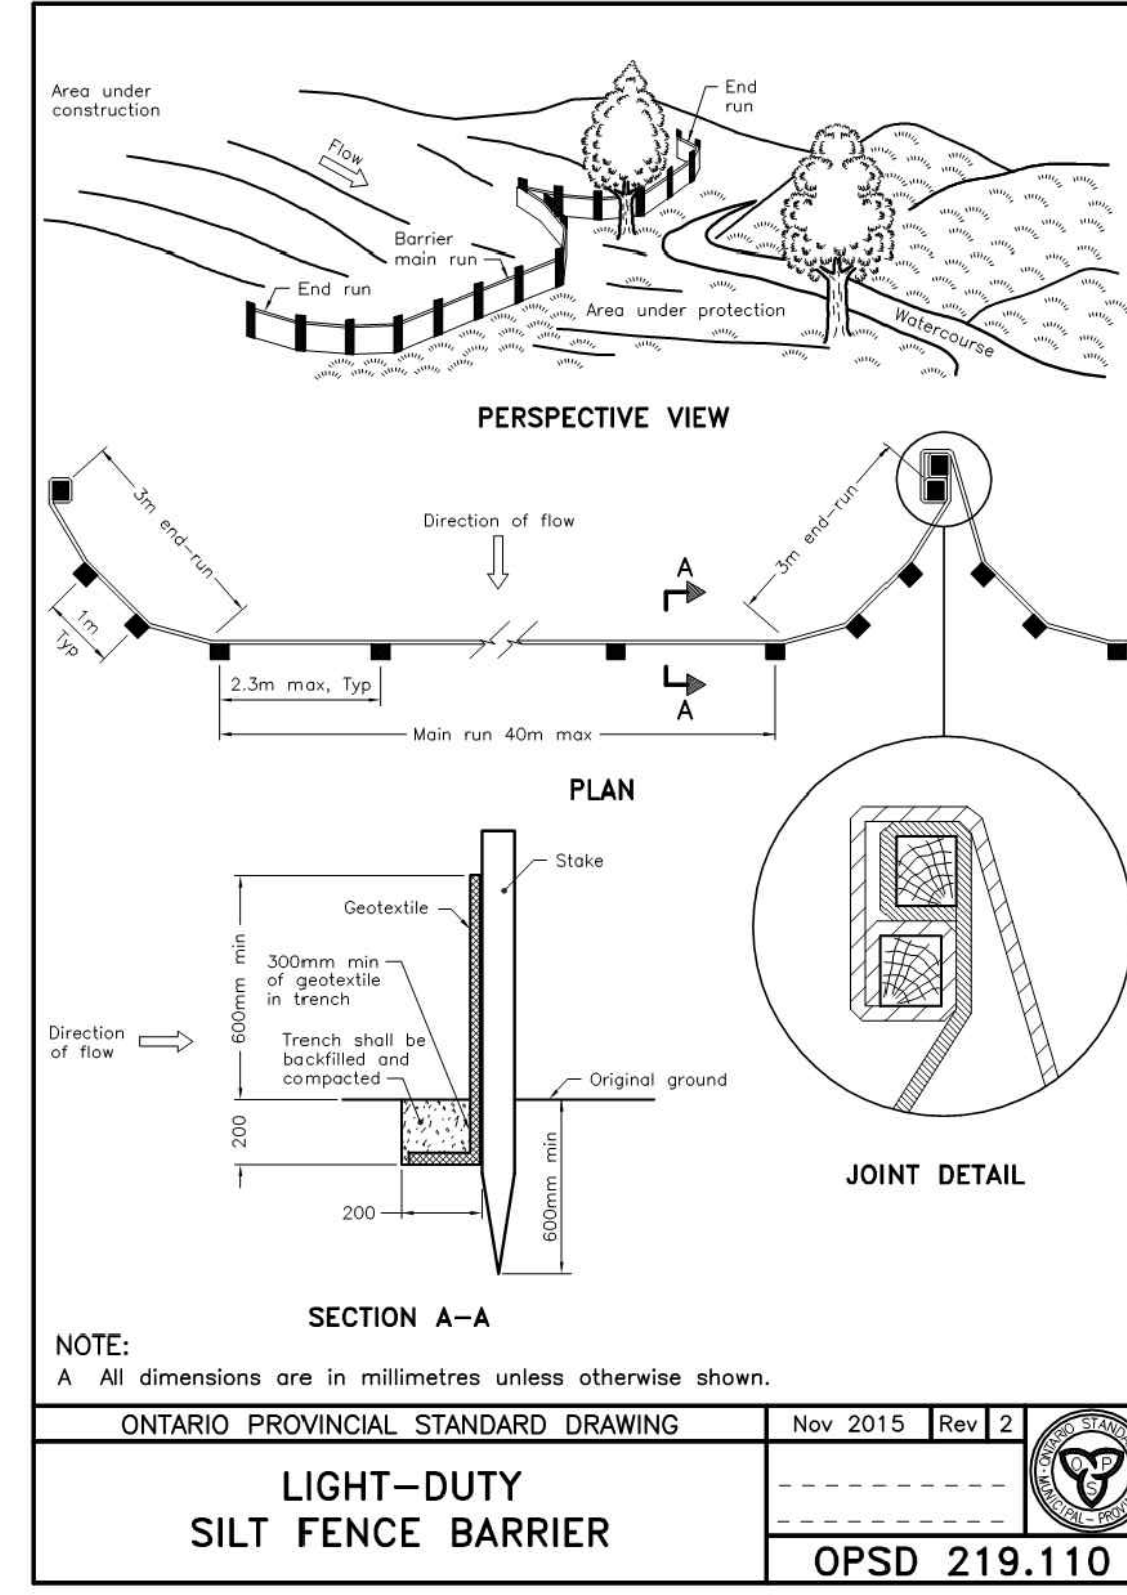 Area under
construction
End
run
Flow
Barrier
main run
End run
Area under protection
Watercourse
PERSPECTIVE VIEW
3m end-run
Direction of flow
3m end-run
A
1m
Typ
2.3m max, Typ
A
Main run 40m max
PLAN
Stake
Geotextile
600mm min
300mm min
of geotextile
in trench
Direction
of flow
Trench shall be
backfilled and
compacted
Original ground
200
600mm min
200
JOINT DETAIL
SECTION A-A
NOTE:
A All dimensions are in millimetres unless otherwise shown.
ONTARIO PROVINCIAL STANDARD DRAWING
Nov 2015
Rev
2
LIGHT-DUTY
SILT FENCE BARRIER
OPS
OPSD 219.110